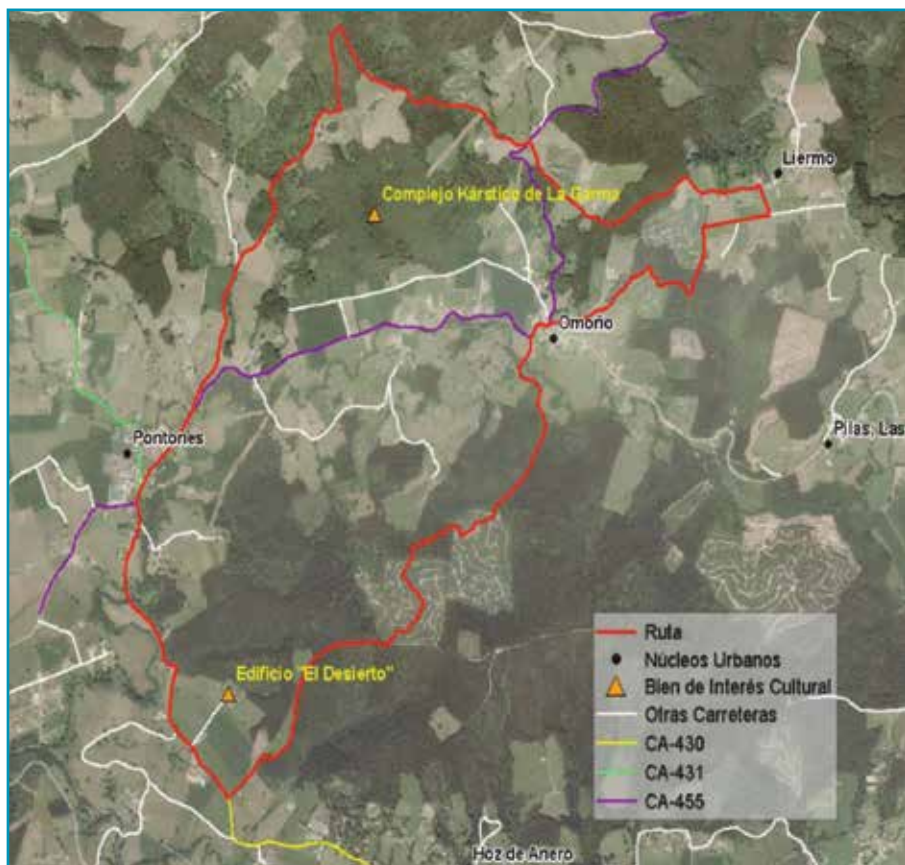 Liermo
Complejo Kárstico de La Garma
Omoño
Pontones
Pilas, Las
Edificio "El Desierto"
Hoz de Anero
Ruta
Núcleos Urbanos
Bien de Interés Cultural
Otras Carreteras
CA-430
CA-431
CA-455